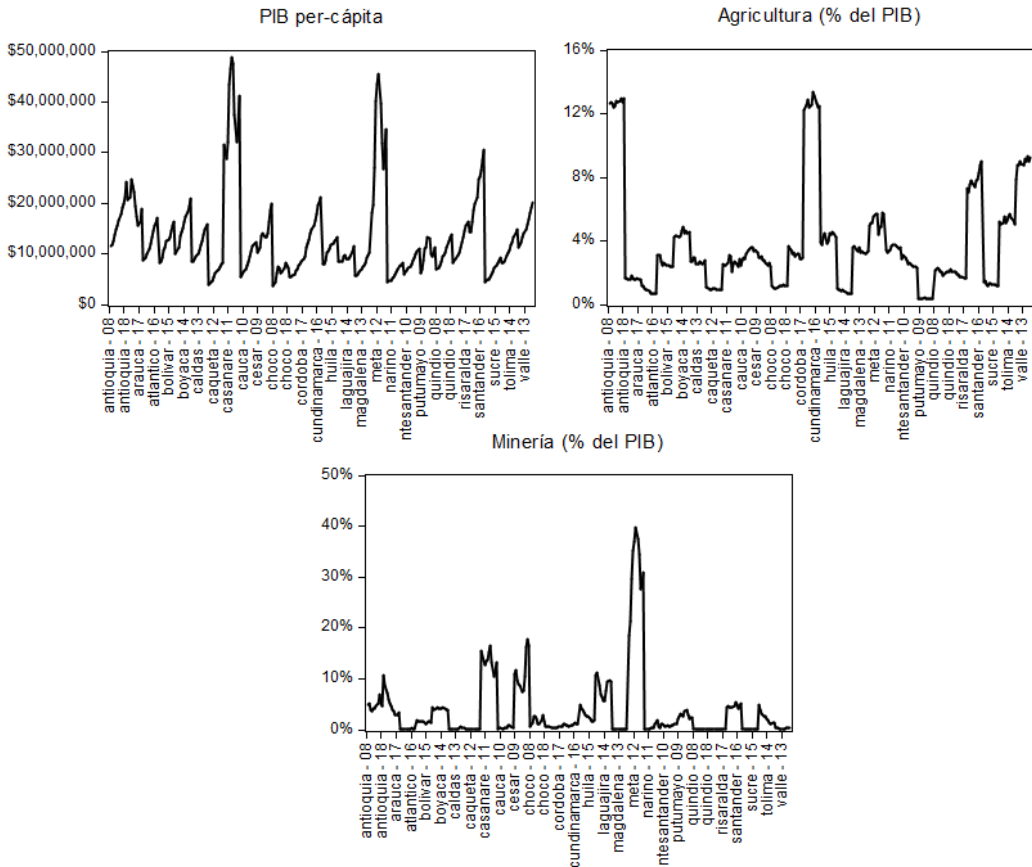 PIB per-cápita
$50,000,000
$40,000,000
$30,000,000
$20,000,000
$10,000,000
$0
antioquia - 08
antioquia - 18
arauca - 17
atlantico - 16
bolivar - 15
boyaca - 14
caldas - 13
caqueta - 12
casanare - 11
cauca - 10
cesar - 09
choco - 08
choco - 18
cordoba - 17
cundinamarca - 16
huila - 15
laguajira - 14
magdalena - 13
meta - 12
narino - 11
ntesantander - 10
putumayo - 09
quindio - 08
quindio - 18
risaralda - 17
santander - 16
sucre - 15
tolima - 14
valle - 13
Agricultura (% del PIB)
16%
12%
8%
4%
0%
antioquia - 08
antioquia - 18
arauca - 17
atlantico - 16
bolivar - 15
boyaca - 14
caldas - 13
caqueta - 12
casanare - 11
cauca - 10
cesar - 09
choco - 08
choco - 18
cordoba - 17
cundinamarca - 16
huila - 15
laguajira - 14
magdalena - 13
meta - 12
narino - 11
ntesantander - 10
putumayo - 09
quindio - 08
quindio - 18
risaralda - 17
santander - 16
sucre - 15
tolima - 14
valle - 13
Minería (% del PIB)
50%
40%
30%
20%
10%
0%
antioquia - 08
antioquia - 18
arauca - 17
atlantico - 16
bolivar - 15
boyaca - 14
caldas - 13
caqueta - 12
casanare - 11
cauca - 10
cesar - 09
choco - 08
choco - 18
cordoba - 17
cundinamarca - 16
huila - 15
laguajira - 14
magdalena - 13
meta - 12
narino - 11
ntesantander - 10
putumayo - 09
quindio - 08
quindio - 18
risaralda - 17
santander - 16
sucre - 15
tolima - 14
valle - 13